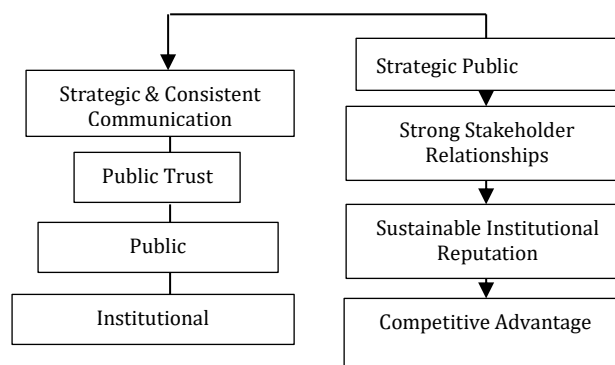 Strategic & Consistent
Communication
Public Trust
Public
Institutional
Strategic Public
Strong Stakeholder
Relationships
Sustainable Institutional
Reputation
Competitive Advantage